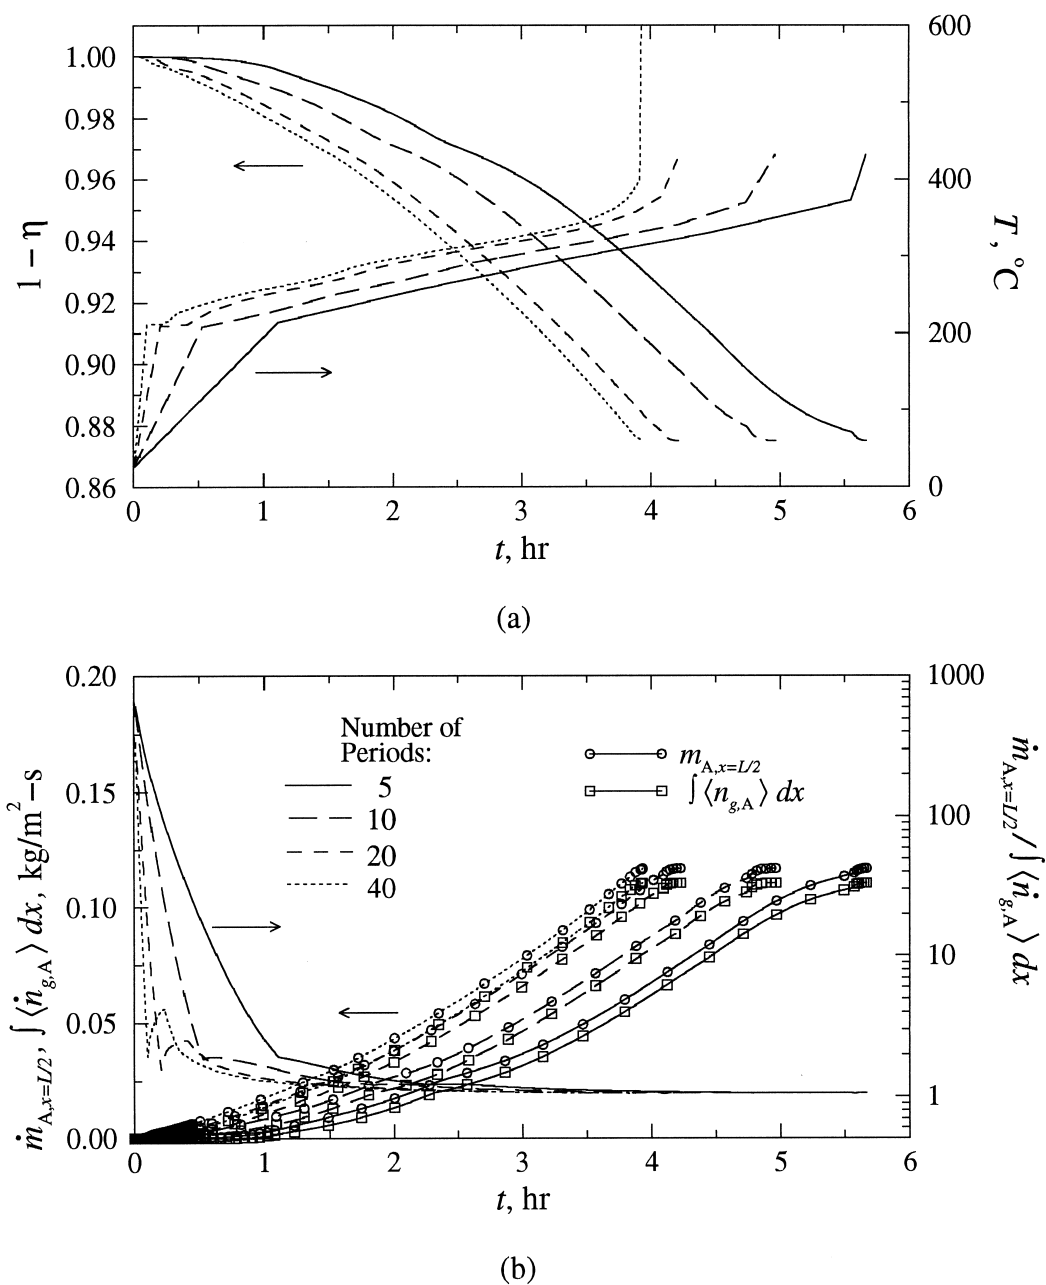 600
1.00
0.98
0.96
400
0.94
1 − η
T, °C
0.92
200
0.90
0.88
0.86
0
0 1 2 3 4 5 6
t, hr
(a)
0.20
1000
Number of
Periods:
ṁA,x=L/2
5
∫⟨ṅg,A⟩ dx
0.15
10
100
20
40
0.10
ṁA,x=L/2, ∫⟨ṅg,A⟩ dx, kg/m²−s
ṁA,x=L/2/∫⟨ṅg,A⟩ dx
10
0.05
1
0.00
0 1 2 3 4 5 6
t, hr
(b)